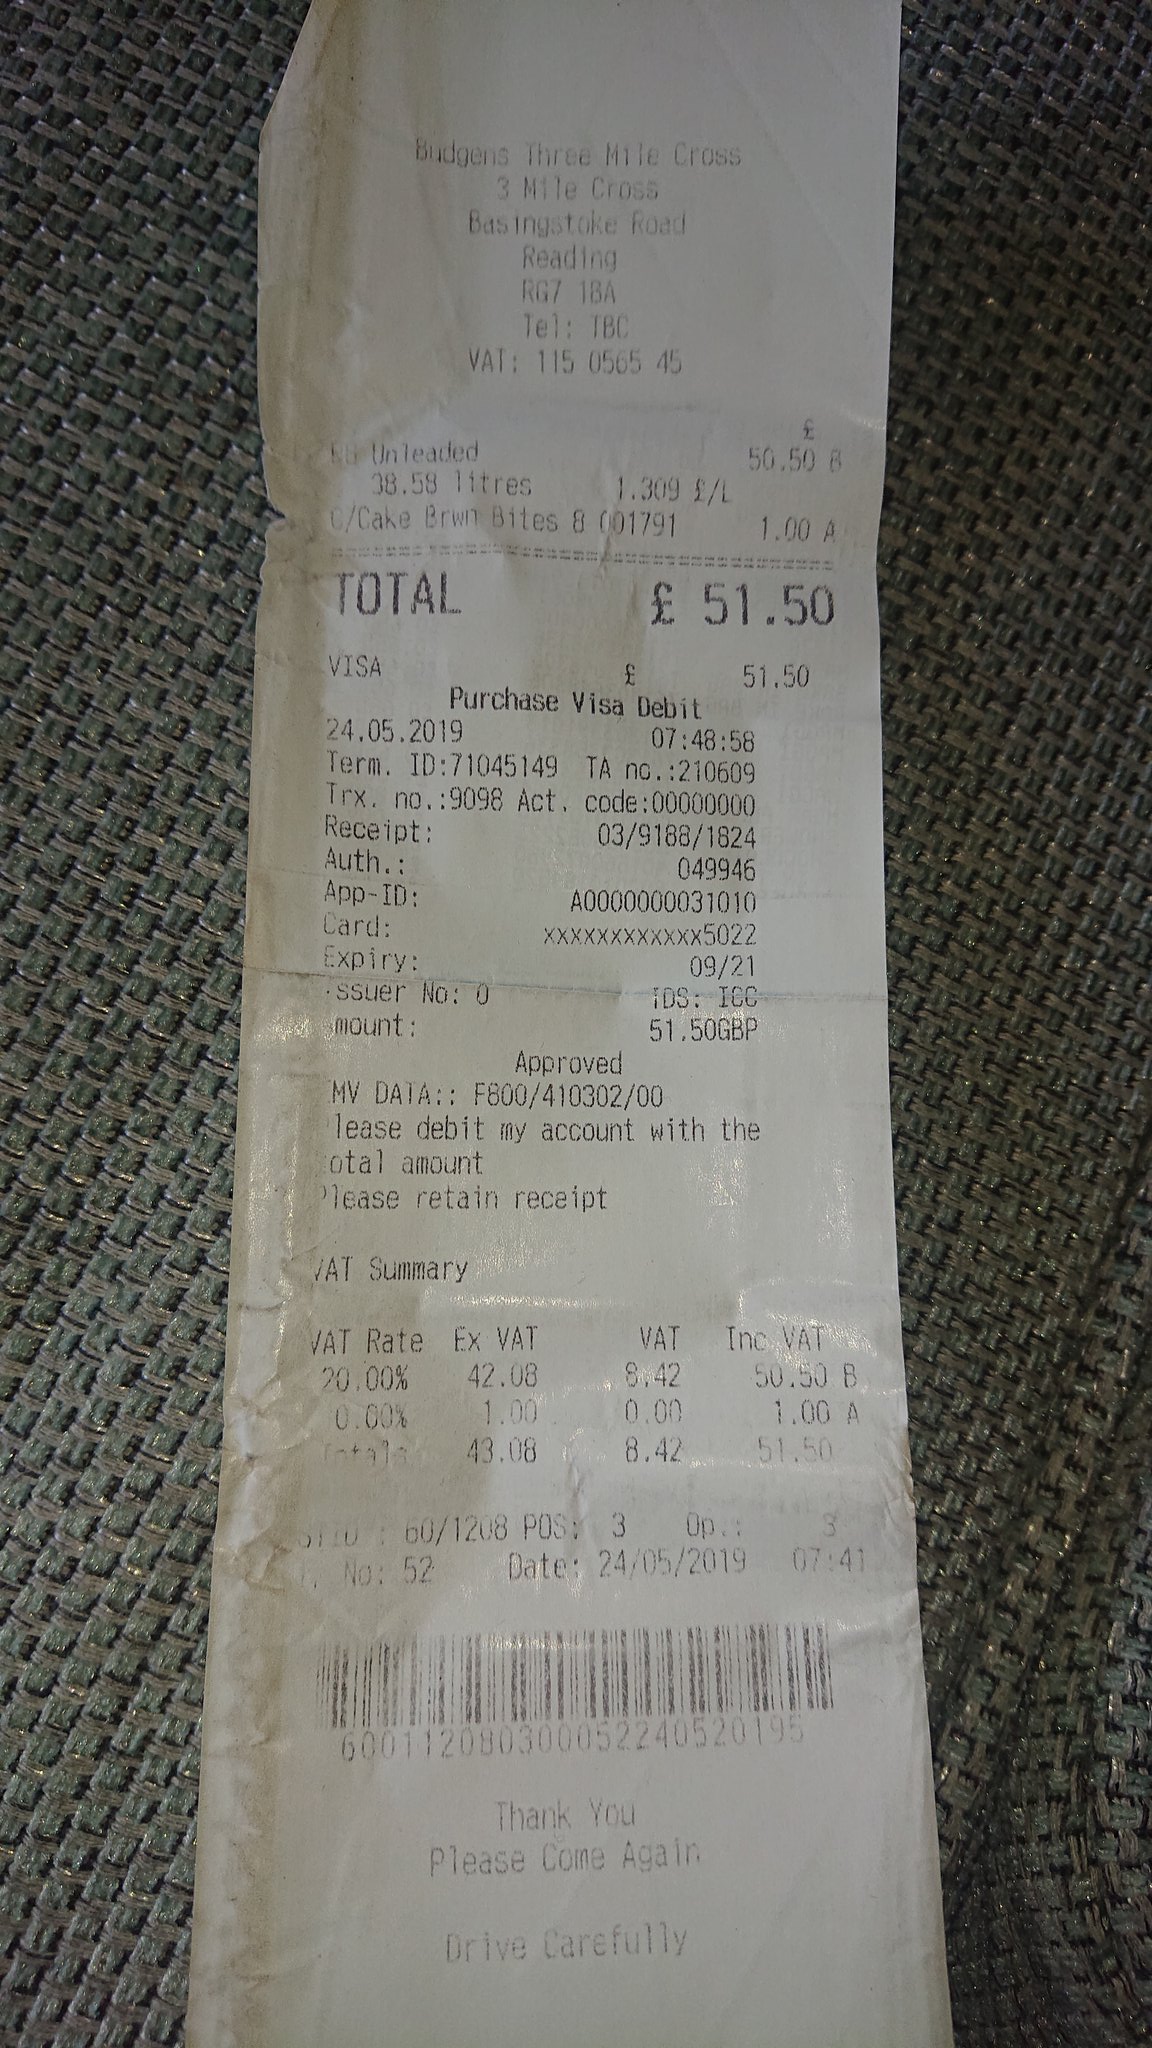 Budgens Three Mile Cross
3 Mile Cross
Basingstoke Road
Reading
RG7 1BA
Tel: TBC
VAT: 115 0565 45
£
Unleaded 50.50 B
38.58 litres 1.309 £/L
C/Cake Brwn Bites 8 001791 1.00 A
TOTAL £ 51.50
VISA £ 51.50
Purchase Visa Debit
24.05.2019 07:48:58
Term. ID:71045149 TA no.:210609
Trx. no.:9098 Act. code:00000000
Receipt: 03/9188/1824
Auth.: 049946
App-ID: A0000000031010
Card: xxxxxxxxxxxx5022
Expiry: 09/21
ssuer No: 0 IDS: ICC
mount: 51.50GBP
Approved
MV DATA:: F800/410302/00
lease debit my account with the
otal amount
Please retain receipt
VAT Summary
VAT Rate Ex VAT VAT Inc VAT
20.00% 42.08 8.42 50.50 B
0.00% 1.00 0.00 1.00 A
Totals 43.08 8.42 51.50
60/1208 POS: 3 Op.: 3
No: 52 Date: 24/05/2019 07:41
6001120803000052240520195
Thank You
Please Come Again
Drive Carefully